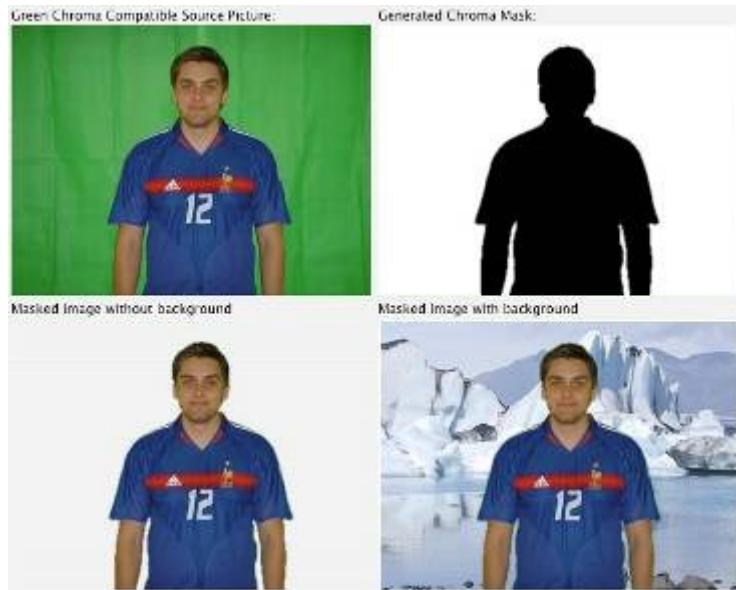 Green Chroma Compatible Source Picture:
Generated Chroma Mask:
12
Masked Image without background
Masked Image with background
12
12